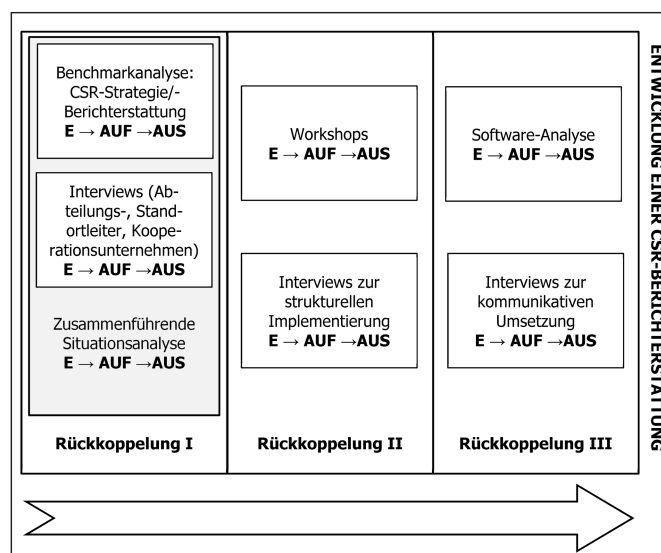 Benchmarkanalyse:
CSR-Strategie/-
Berichterstattung
E → AUF →AUS
Interviews (Ab-
teilungs-, Stand-
ortleiter, Koope-
rationsunternehmen)
E → AUF →AUS
Zusammenführende
Situationsanalyse
E → AUF →AUS
Rückkoppelung I
Workshops
E → AUF →AUS
Interviews zur
strukturellen
Implementierung
E → AUF →AUS
Rückkoppelung II
Software-Analyse
E → AUF →AUS
Interviews zur
kommunikativen
Umsetzung
E → AUF →AUS
Rückkoppelung III
ENTWICKLUNG EINER CSR-BERICHTERSTATTUNG